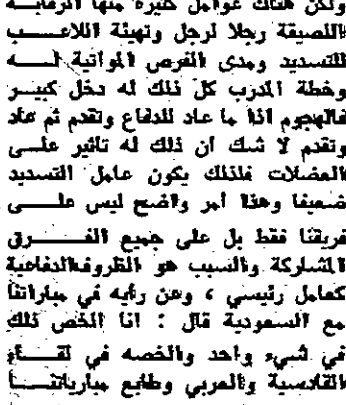 ولكن هناك عوامل كثيرة منها الرقابة
اللصيقة رجلا لرجل وتهيئة اللاعب
للتسديد ومدى الفرص المواتية له
وخطة المدرب كل ذلك له دخل كبير
فالهجوم اذا ما عاد للدفاع وتقدم ثم عاد
وتقدم لا شك ان ذلك له تاثير على
العضلات فلذلك يكون عامل التسديد
ضعيفا وهذا أمر واضح ليس على
فريقنا فقط بل على جميع الفرق
المشاركة والسبب هو الظروف الدفاعية
كعامل رئيسي ، وعن رأيه في مباراتنا
مع السعودية قال : انا الخص ذلك
في شيء واحد والخصه في لقاء
القادسية والعربي وطابع مبارياتنا